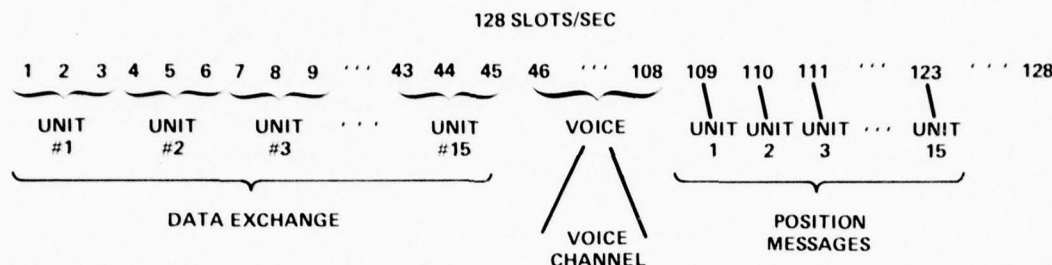 128 SLOTS/SEC
1 2 3 4 5 6 7 8 9 ··· 43 44 45 46 ··· 108 109 110 111 ··· 123 ··· 128
UNIT #1 UNIT #2 UNIT #3 ··· UNIT #15 VOICE UNIT 1 UNIT 2 UNIT 3 ··· UNIT 15
DATA EXCHANGE
VOICE
CHANNEL
POSITION
MESSAGES